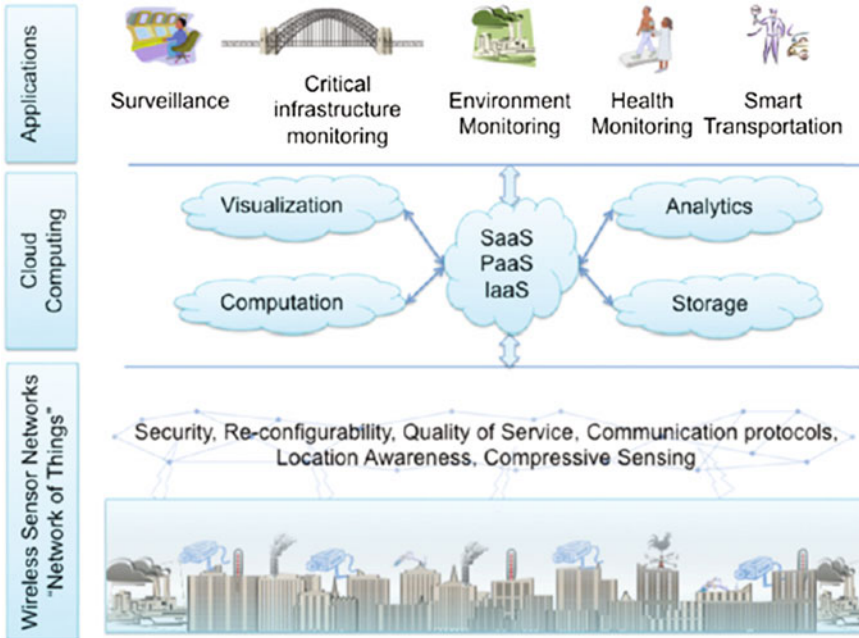 Applications
Surveillance
Critical
infrastructure
monitoring
Environment
Monitoring
Health
Monitoring
Smart
Transportation
Cloud
Computing
Visualization
Computation
SaaS
PaaS
IaaS
Analytics
Storage
Wireless Sensor Networks
"Network of Things"
Security, Re-configurability, Quality of Service, Communication protocols,
Location Awareness, Compressive Sensing